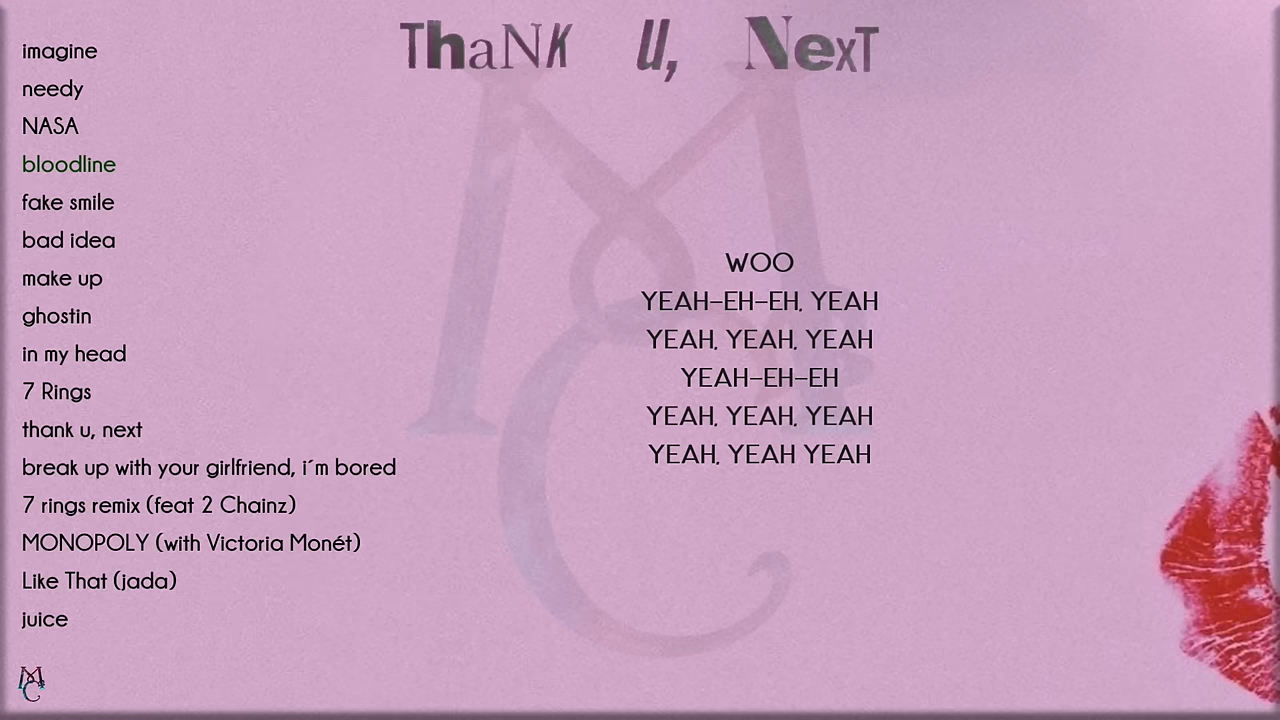 ThaNK U, NexT
imagine
needy
NASA
bloodline
fake smile
bad idea
make up
ghostin
in my head
7 Rings
thank u, next
break up with your girlfriend, i´m bored
7 rings remix (feat 2 Chainz)
MONOPOLY (with Victoria Monét)
Like That (jada)
juice
WOO
YEAH-EH-EH, YEAH
YEAH, YEAH, YEAH
YEAH-EH-EH
YEAH, YEAH, YEAH
YEAH, YEAH YEAH
MC